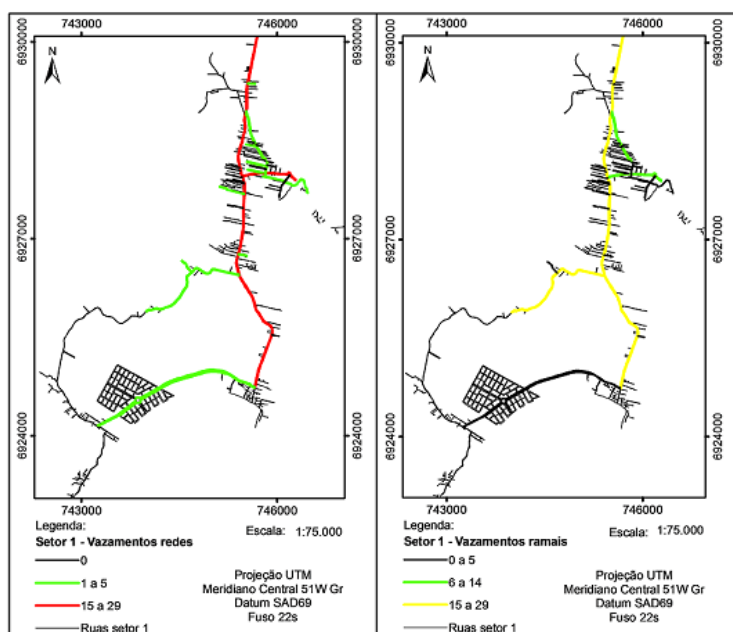 743000 746000
6930000
N
6927000
6924000
743000 746000
Legenda:
Setor 1 - Vazamentos redes
0
1 a 5
15 a 29
Ruas setor 1
Escala: 1:75.000
Projeção UTM
Meridiano Central 51W Gr
Datum SAD69
Fuso 22s
743000 746000
6930000
6930000
N
6927000
6927000
6924000
6924000
743000 746000
Legenda:
Setor 1 - Vazamentos ramais
0 a 5
6 a 14
15 a 29
Ruas setor 1
Escala: 1:75.000
Projeção UTM
Meridiano Central 51W Gr
Datum SAD69
Fuso 22s